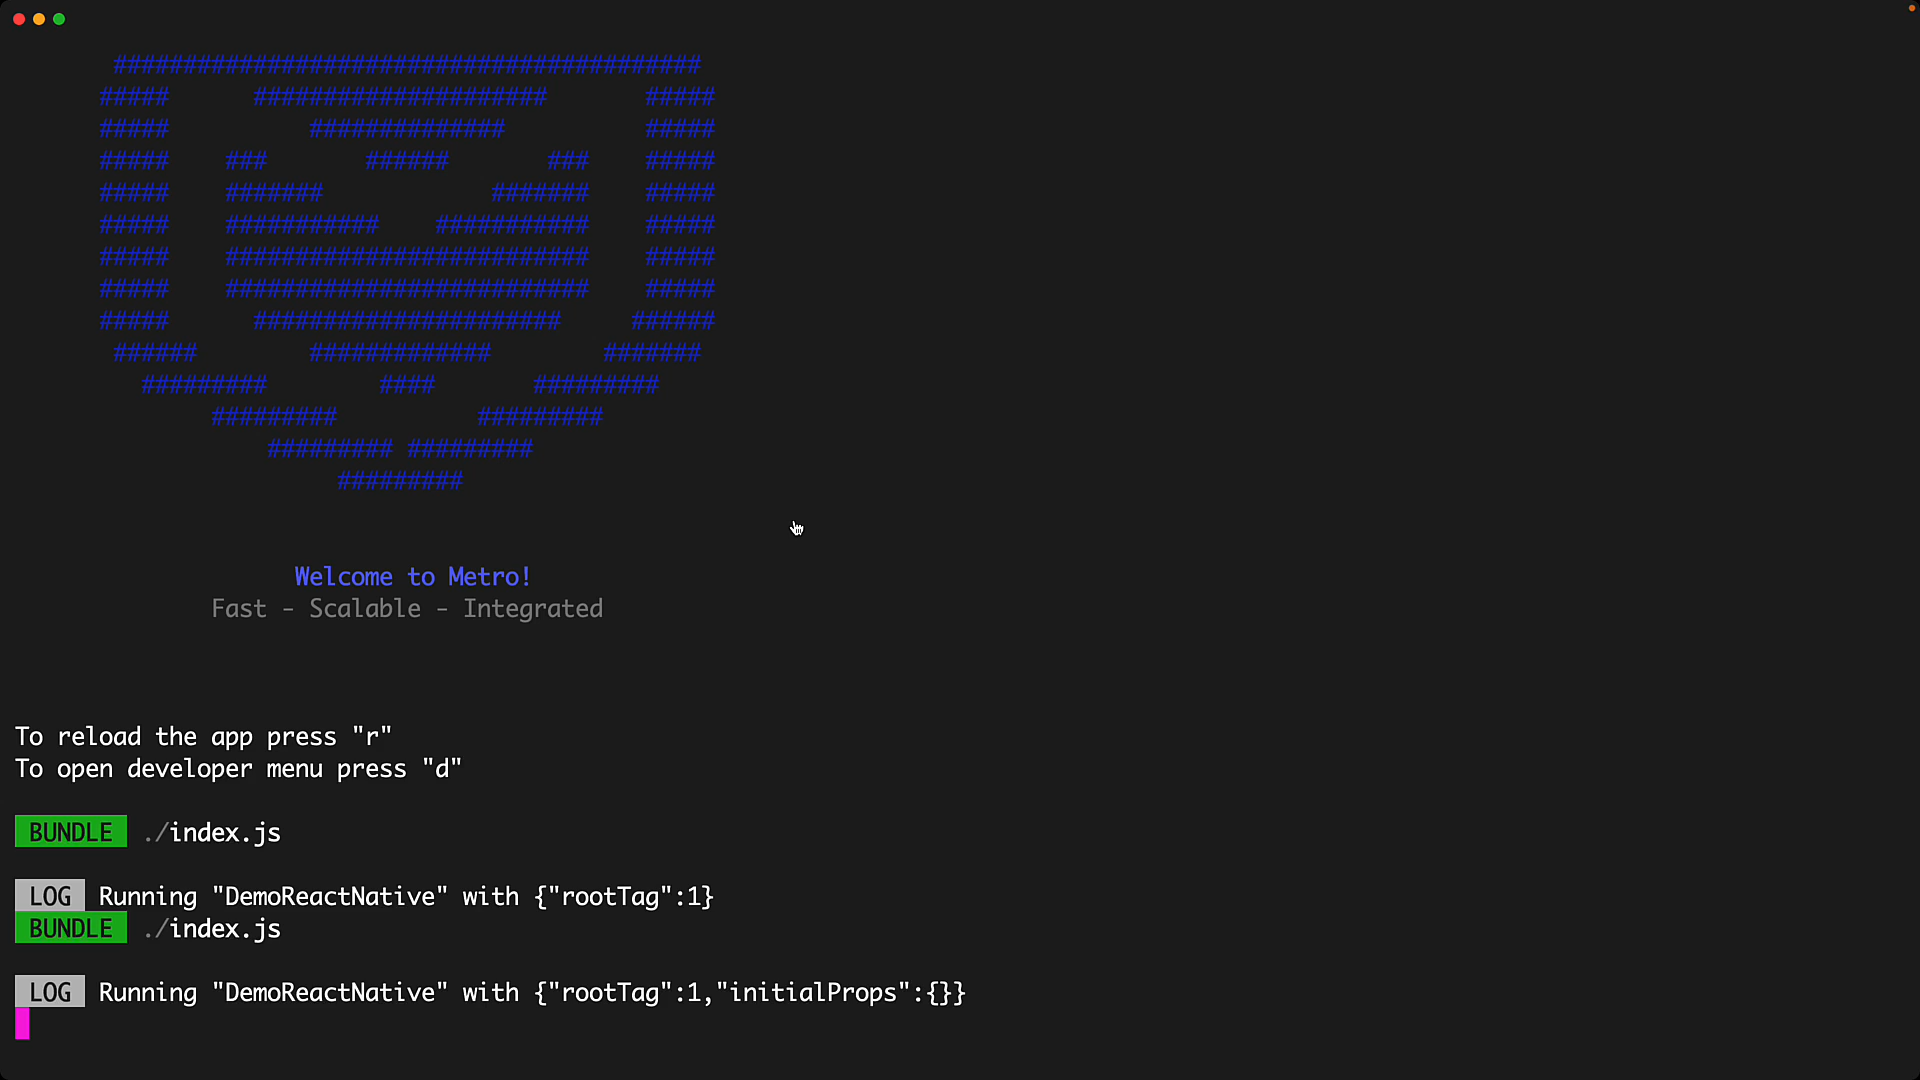 ##########################################
#####      #####################       #####
#####          ##############          #####
#####    ###       ######       ###    #####
#####    #######            #######    #####
#####    ###########    ###########    #####
#####    ##########################    #####
#####    ##########################    #####
#####      ######################     ######
######        #############        #######
#########        ####       #########
#########          #########
######### #########
#########
Welcome to Metro!
Fast - Scalable - Integrated
To reload the app press "r"
To open developer menu press "d"
BUNDLE ./index.js
LOG Running "DemoReactNative" with {"rootTag":1}
BUNDLE ./index.js
LOG Running "DemoReactNative" with {"rootTag":1,"initialProps":{}}